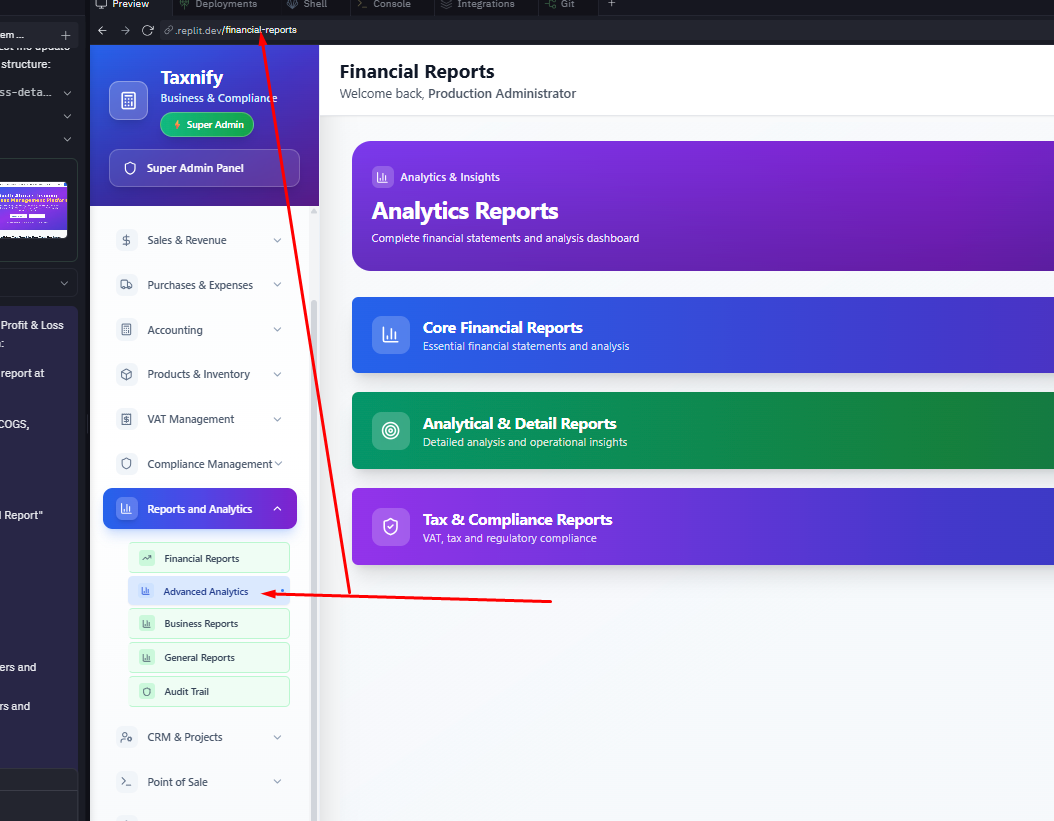 Preview
Deployments
Shell
Console
Integrations
Git
.replit.dev/financial-reports
em ...
structure:
ss-deta...
Profit & Loss
report at
COGS,
l Report"
ers and
rs and
Taxnify
Business & Compliance
Super Admin
Super Admin Panel
Sales & Revenue
Purchases & Expenses
Accounting
Products & Inventory
VAT Management
Compliance Management
Reports and Analytics
Financial Reports
Advanced Analytics
Business Reports
General Reports
Audit Trail
CRM & Projects
Point of Sale
Financial Reports
Welcome back, Production Administrator
Analytics & Insights
Analytics Reports
Complete financial statements and analysis dashboard
Core Financial Reports
Essential financial statements and analysis
Analytical & Detail Reports
Detailed analysis and operational insights
Tax & Compliance Reports
VAT, tax and regulatory compliance